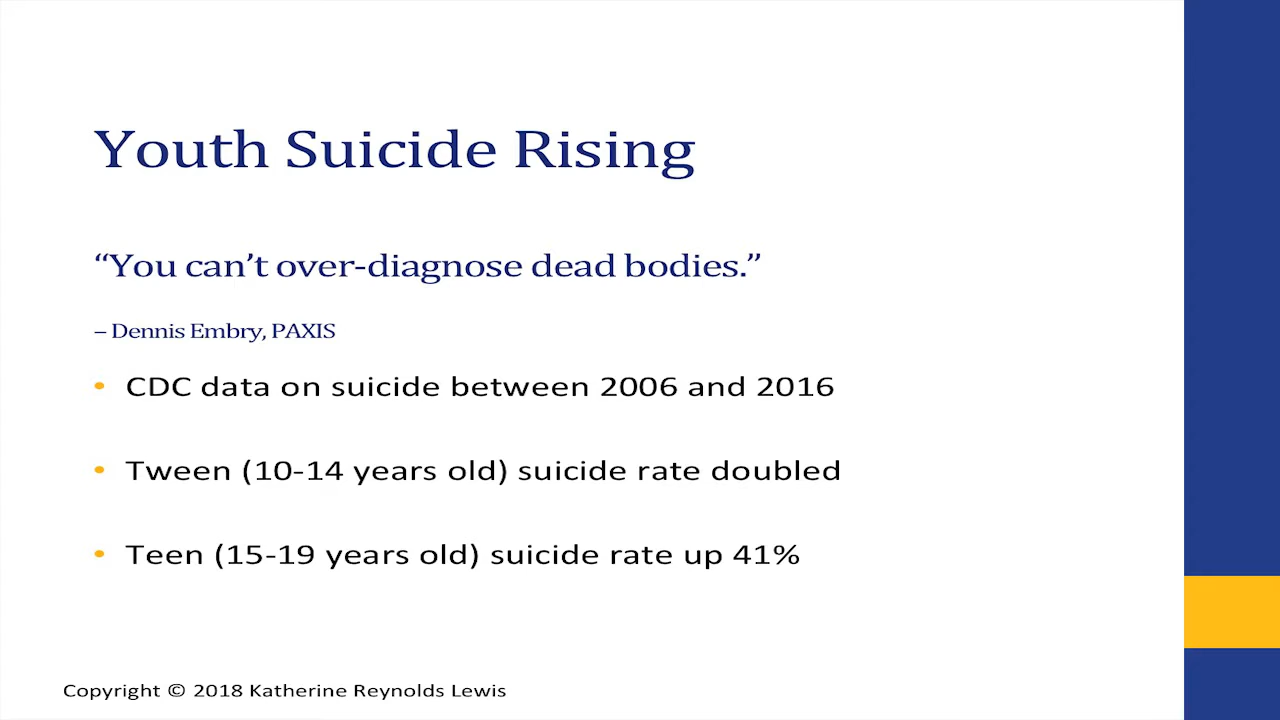 Youth Suicide Rising
“You can’t over-diagnose dead bodies.”
– Dennis Embry, PAXIS
• CDC data on suicide between 2006 and 2016
• Tween (10-14 years old) suicide rate doubled
• Teen (15-19 years old) suicide rate up 41%
Copyright © 2018 Katherine Reynolds Lewis